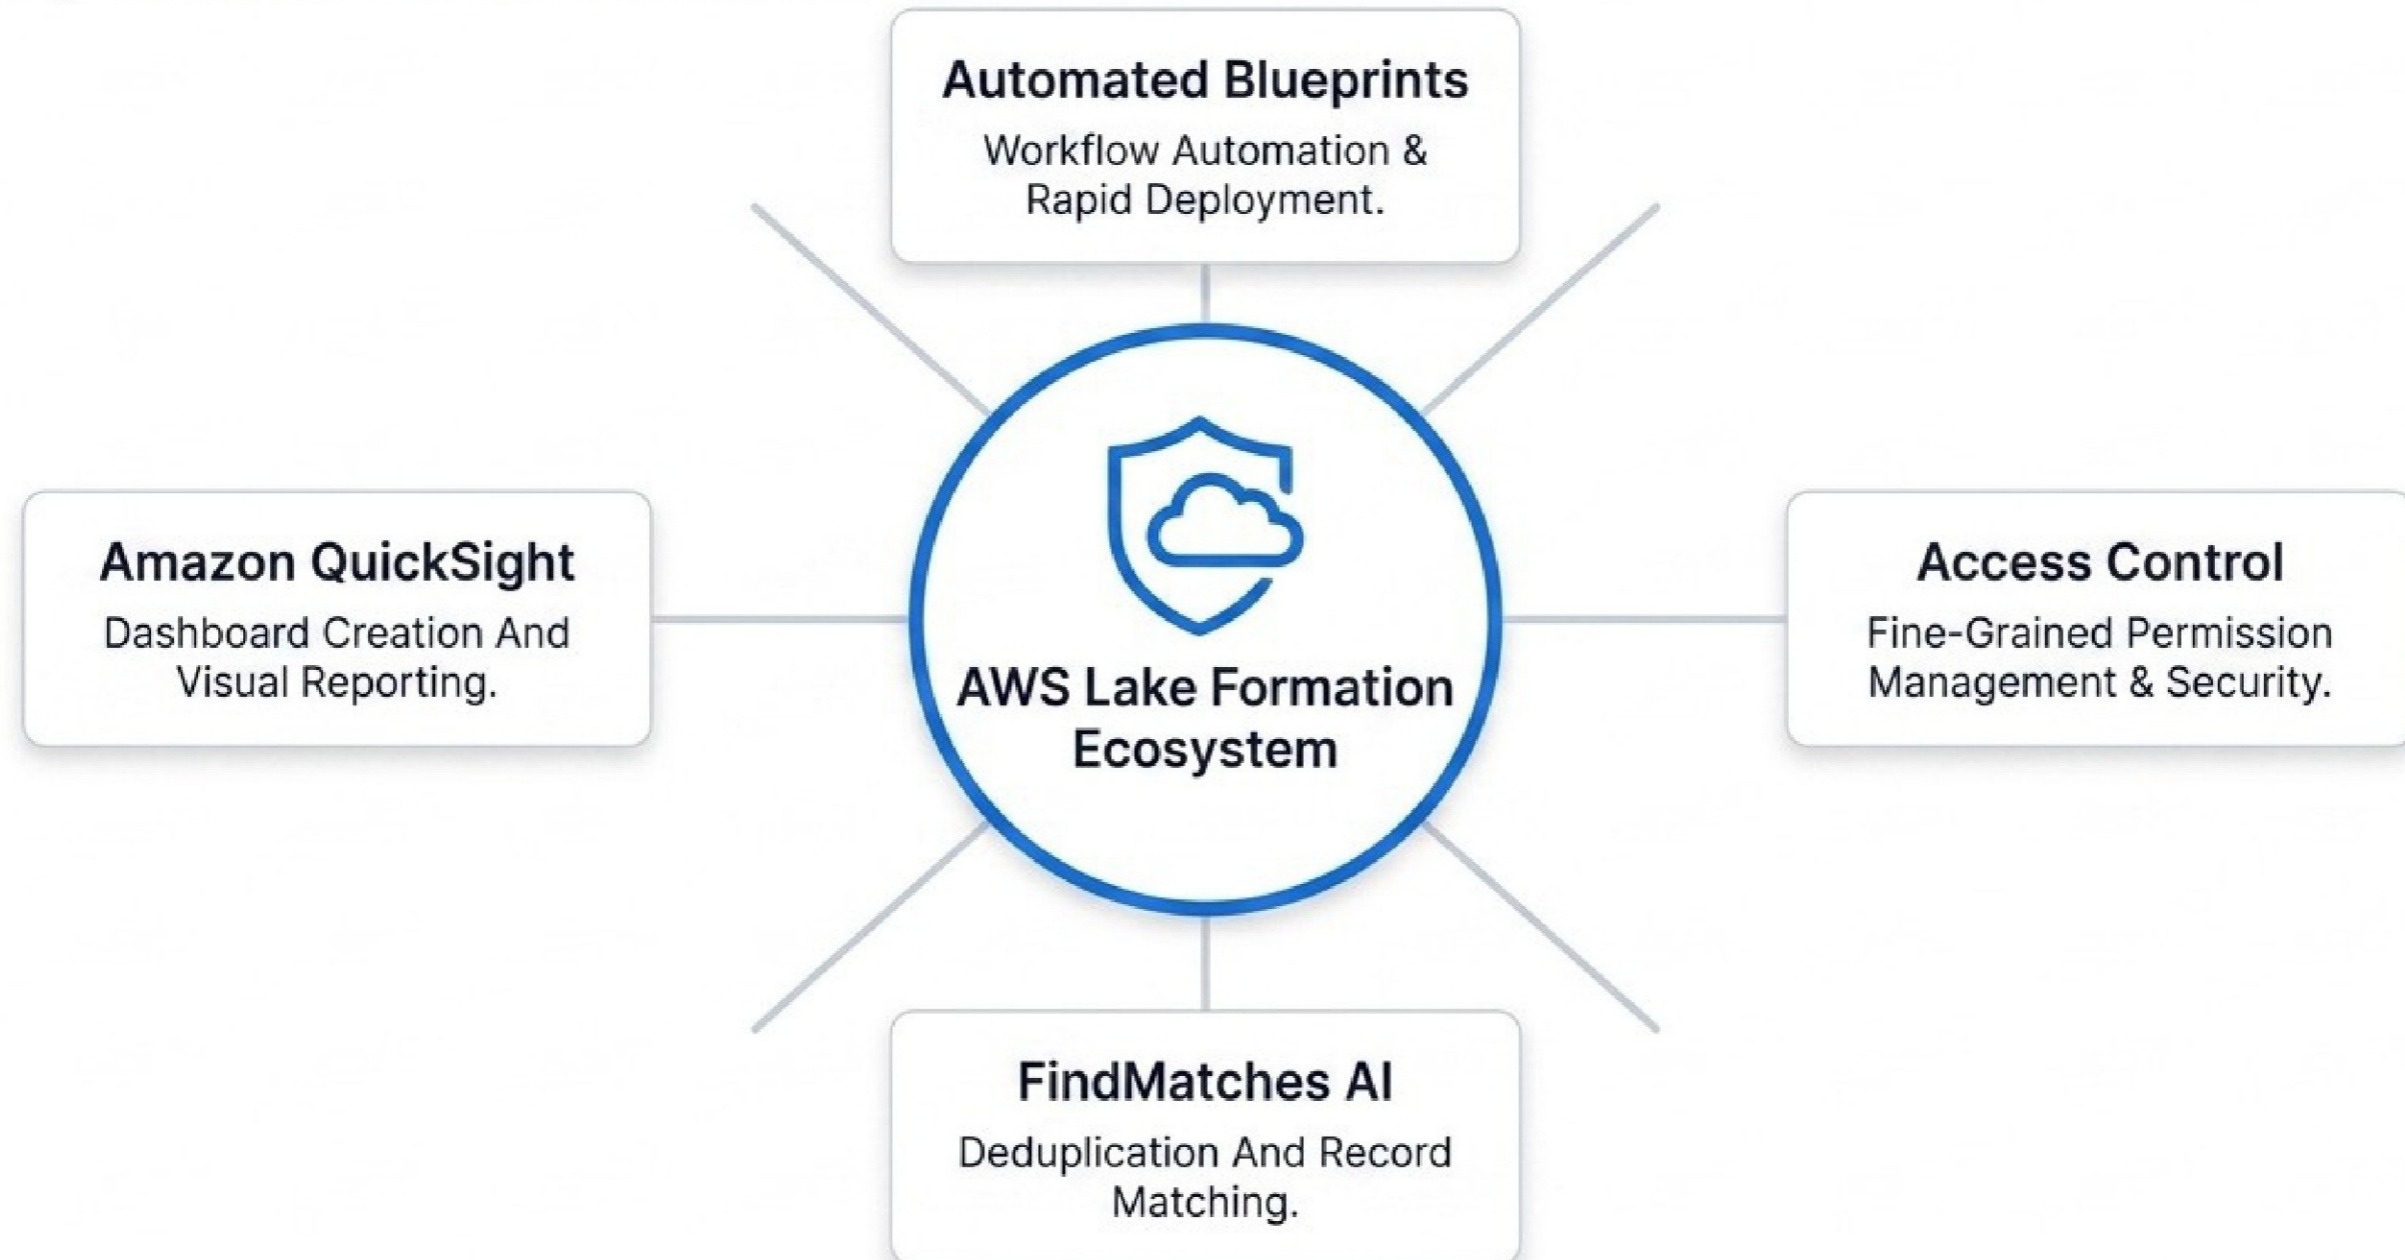 Automated Blueprints
Workflow Automation &
Rapid Deployment.
Amazon QuickSight
Dashboard Creation And
Visual Reporting.
AWS Lake Formation
Ecosystem
Access Control
Fine-Grained Permission
Management & Security.
FindMatches AI
Deduplication And Record
Matching.